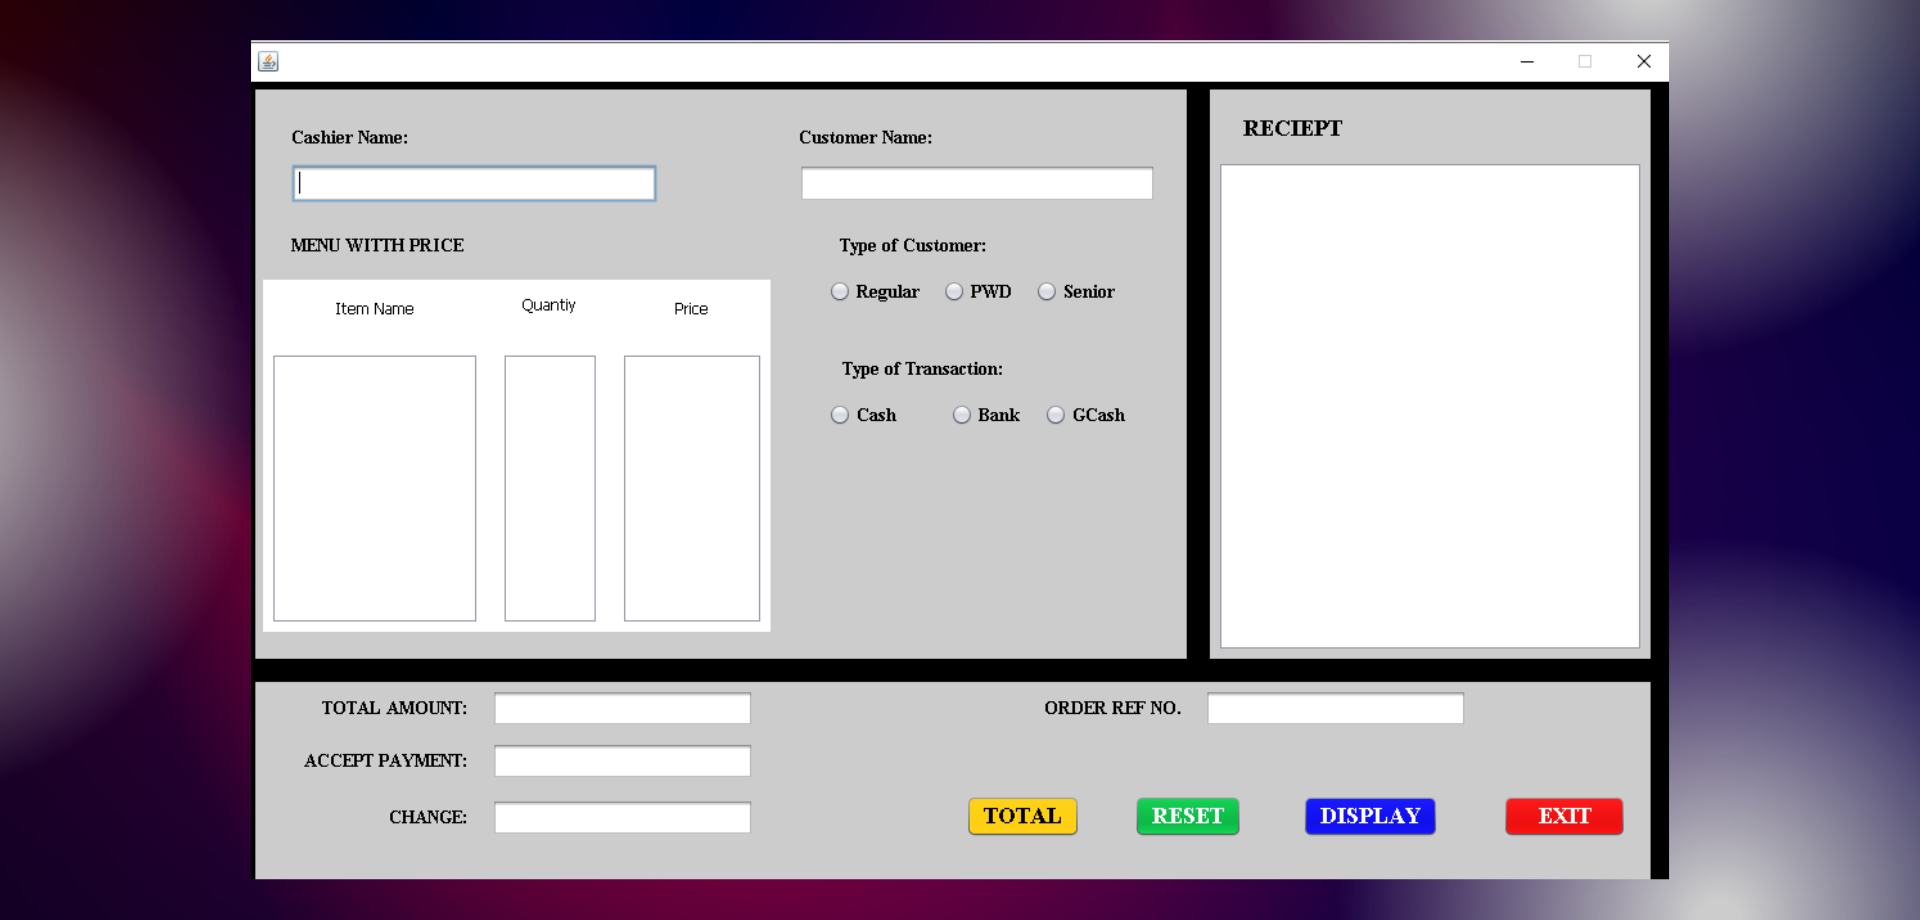 Cashier Name:
Customer Name:
RECIEPT
MENU WITTH PRICE
Type of Customer:
Regular PWD Senior
Item Name Quantiy Price
Type of Transaction:
Cash Bank GCash
TOTAL AMOUNT:
ORDER REF NO.
ACCEPT PAYMENT:
CHANGE:
TOTAL RESET DISPLAY EXIT